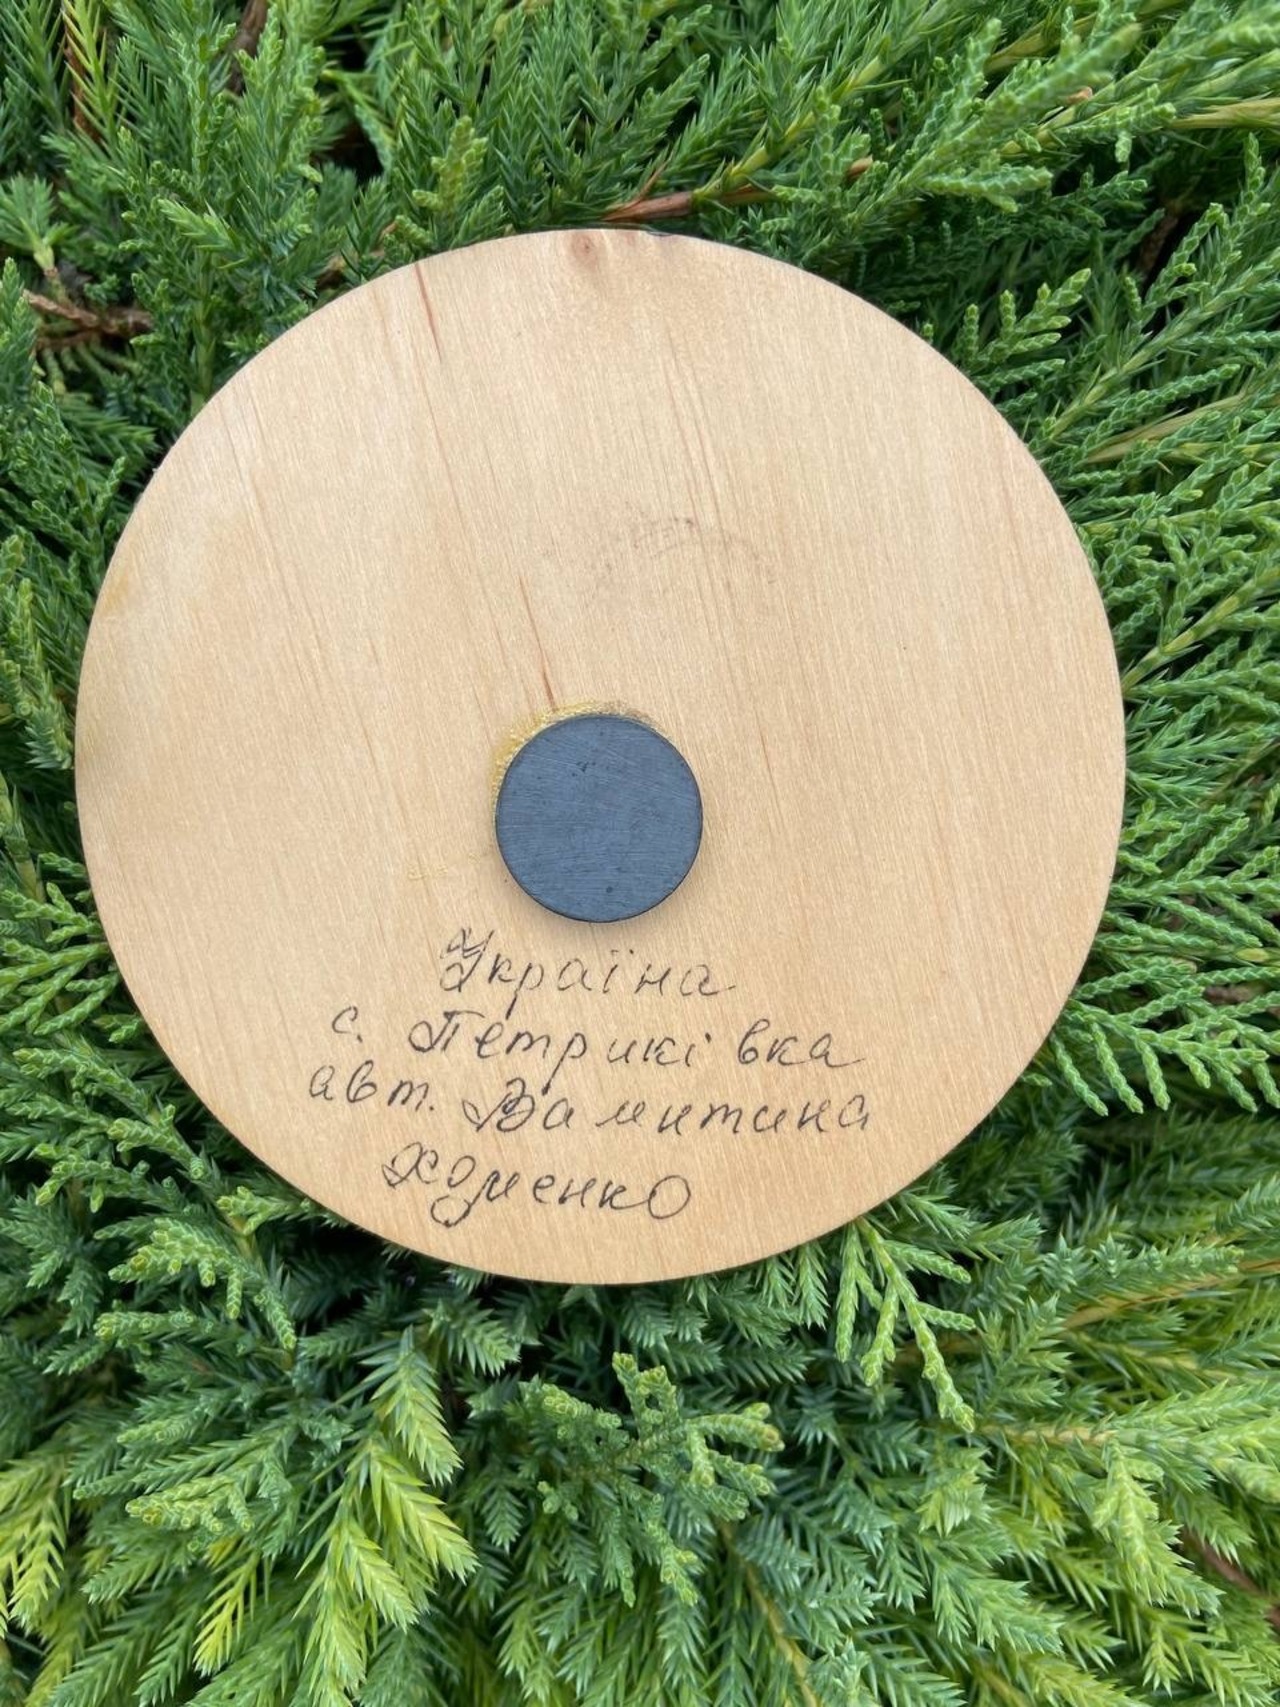 Україна
с. Петриківка
авт. Валентина
Хоменко